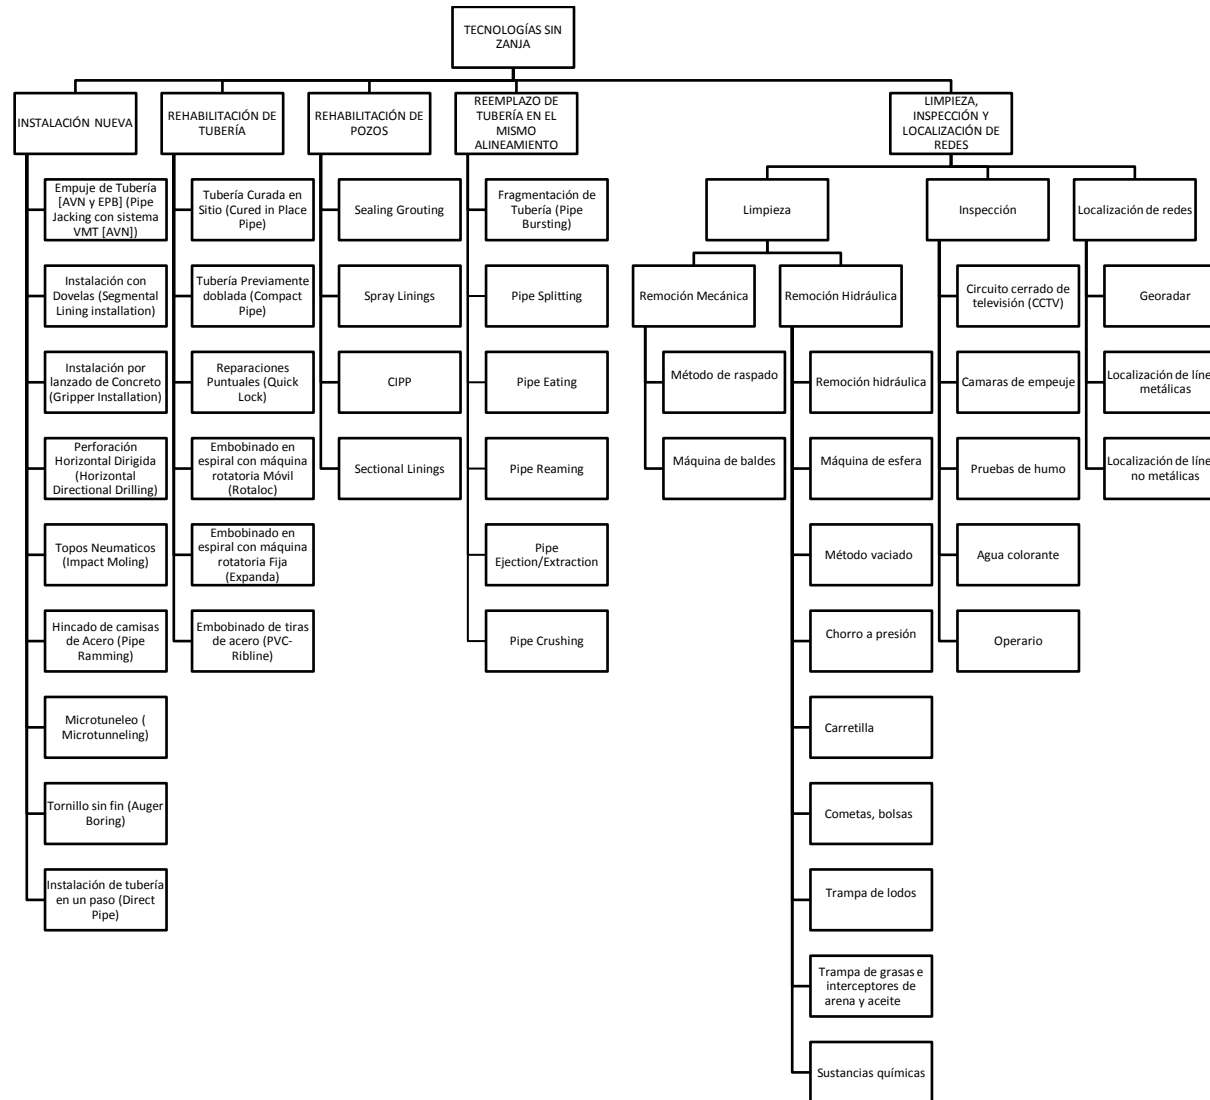 TECNOLOGÍAS SIN
ZANJA
INSTALACIÓN NUEVA
REHABILITACIÓN DE
TUBERÍA
REHABILITACIÓN DE
POZOS
REEMPLAZO DE
TUBERÍA EN EL
MISMO
ALINEAMIENTO
LIMPIEZA,
INSPECCIÓN Y
LOCALIZACIÓN DE
REDES
Empuje de Tubería
[AVN y EPB] (Pipe
Jacking con sistema
VMT [AVN])
Instalación con
Dovelas (Segmental
Lining installation)
Instalación por
lanzado de Concreto
(Gripper Installation)
Perforación
Horizontal Dirigida
(Horizontal
Directional Drilling)
Topos Neumaticos
(Impact Moling)
Hincado de camisas
de Acero (Pipe
Ramming)
Microtuneleo (
Microtunneling)
Tornillo sin fin (Auger
Boring)
Instalación de tubería
en un paso (Direct
Pipe)
Tubería Curada en
Sitio (Cured in Place
Pipe)
Tubería Previamente
doblada (Compact
Pipe)
Reparaciones
Puntuales (Quick
Lock)
Embobinado en
espiral con máquina
rotatoria Móvil
(Rotaloc)
Embobinado en
espiral con máquina
rotatoria Fija
(Expanda)
Embobinado de tiras
de acero (PVC-
Ribline)
Sealing Grouting
Spray Linings
CIPP
Sectional Linings
Fragmentación de
Tubería (Pipe
Bursting)
Pipe Splitting
Pipe Eating
Pipe Reaming
Pipe
Ejection/Extraction
Pipe Crushing
Limpieza
Remoción Mecánica
Método de raspado
Máquina de baldes
Remoción Hidráulica
Remoción hidráulica
Máquina de esfera
Método vaciado
Chorro a presión
Carretilla
Cometas, bolsas
Trampa de lodos
Trampa de grasas e
interceptores de
arena y aceite
Sustancias químicas
Inspección
Circuito cerrado de
televisión (CCTV)
Camaras de empeuje
Pruebas de humo
Agua colorante
Operario
Localización de redes
Georadar
Localización de líne
metálicas
Localización de líne
no metálicas